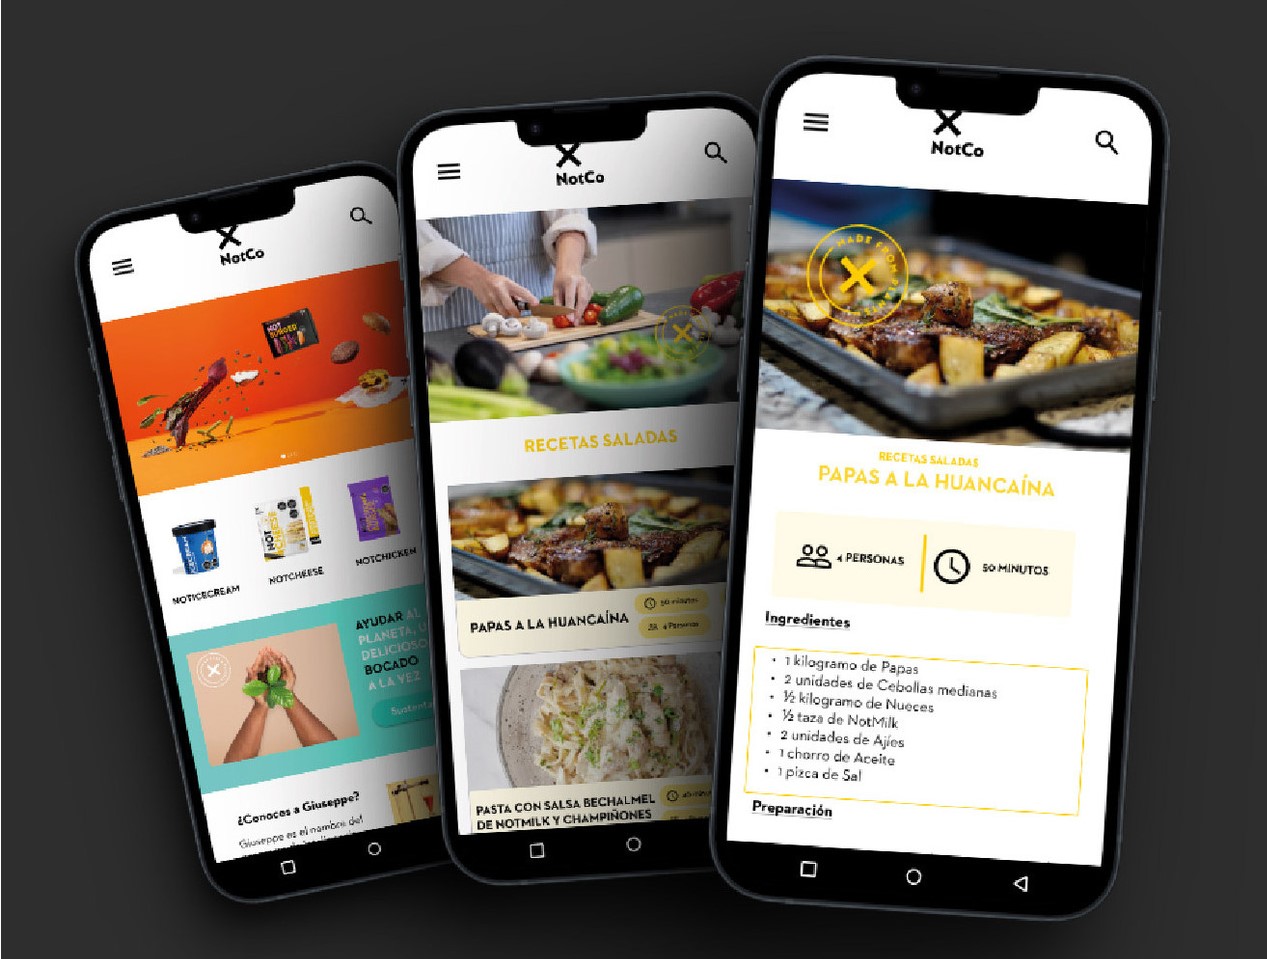 NotCo
NOT
BURGER
ICECREAM
NOT
CHEESE
NOTICECREAM
NOTCHEESE
NOTCHICKEN
AYUDAR AL
PLANETA, U
DELICIOSO
BOCADO
A LA VEZ
Sustenta
¿Conoces a Giuseppe?
Giuseppe es el nombre del
NotCo
RECETAS SALADAS
PAPAS A LA HUANCAÍNA
50 minutos
4 Personas
PASTA CON SALSA BECHALMEL
DE NOTMILK Y CHAMPIÑONES
NotCo
MADE FROM PLANTS
RECETAS SALADAS
PAPAS A LA HUANCAÍNA
4 PERSONAS
50 MINUTOS
Ingredientes
• 1 kilogramo de Papas
• 2 unidades de Cebollas medianas
• ½ kilogramo de Nueces
• ½ taza de NotMilk
• 2 unidades de Ajíes
• 1 chorro de Aceite
• 1 pizca de Sal
Preparación